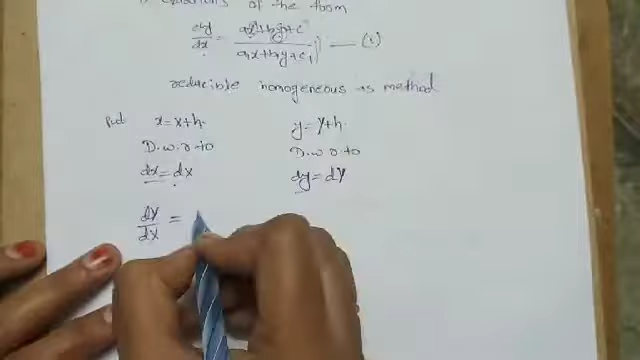 Equations of the form
dy/dx = ax+by+c / a₁x+b₁y+c₁ — (1)
reducible homogeneous as method
put x = X+h. y = Y+h.
D.w.r.to D.w.r.to
dx = dX dy = dY
dY/dX =